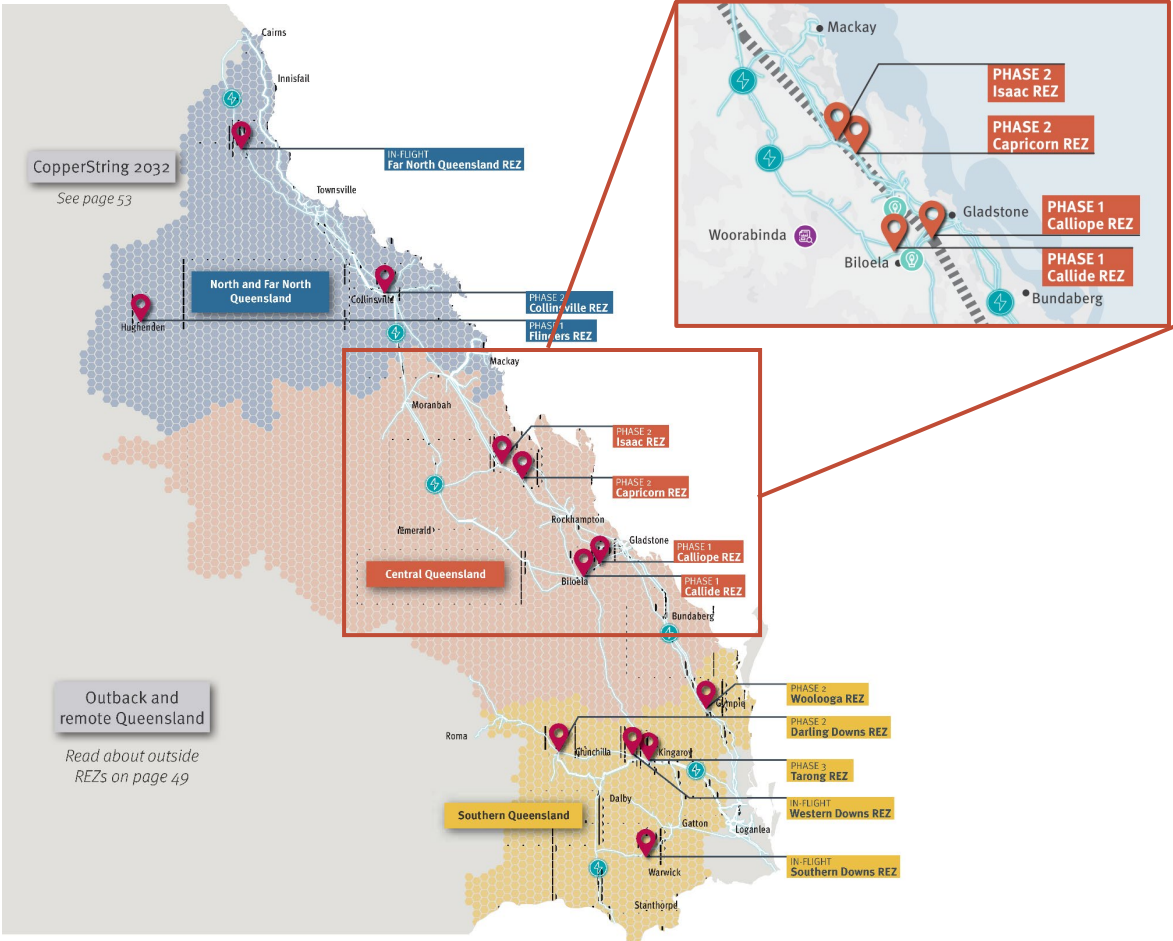 Cairns
Innisfail
CopperString 2032
See page 53
IN-FLIGHT
Far North Queensland REZ
Townsville
North and Far North
Queensland
Collinsville
Hughenden
PHASE 2
Collinsville REZ
PHASE 1
Flinders REZ
Mackay
Moranbah
PHASE 2
Isaac REZ
PHASE 2
Capricorn REZ
Rockhampton
Emerald
Gladstone
PHASE 1
Calliope REZ
Central Queensland
Biloela
PHASE 1
Callide REZ
Bundaberg
Outback and
remote Queensland
Read about outside
REZs on page 49
PHASE 2
Woolooga REZ
Gympie
PHASE 2
Darling Downs REZ
Roma
Chinchilla
Kingaroy
PHASE 3
Tarong REZ
IN-FLIGHT
Western Downs REZ
Dalby
Southern Queensland
Gatton
Loganlea
IN-FLIGHT
Southern Downs REZ
Warwick
Stanthorpe
Mackay
PHASE 2
Isaac REZ
PHASE 2
Capricorn REZ
Gladstone
PHASE 1
Calliope REZ
Woorabinda
Biloela
PHASE 1
Callide REZ
Bundaberg